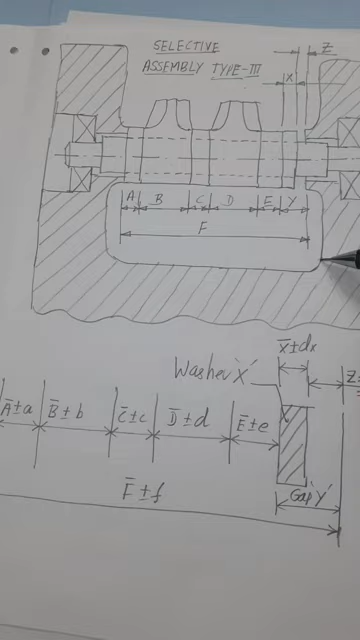 SELECTIVE
ASSEMBLY TYPE-III
Z
X
A B C D E Y
F
X̄±dx
Washer 'X'
Z=
Ā±a B̄±b C̄±c D̄±d Ē±e
F̄±f
Gap 'Y'